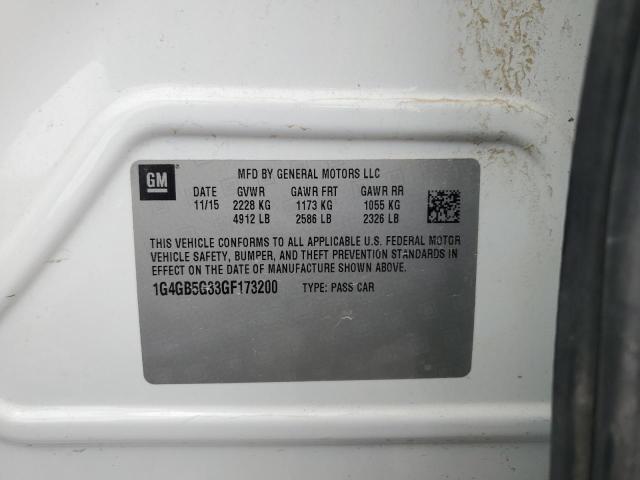 GM
MFD BY GENERAL MOTORS LLC
DATE GVWR GAWR FRT GAWR RR
11/15 2228 KG 1173 KG 1055 KG
4912 LB 2586 LB 2326 LB
THIS VEHICLE CONFORMS TO ALL APPLICABLE U.S. FEDERAL MOTOR
VEHICLE SAFETY, BUMPER, AND THEFT PREVENTION STANDARDS IN
EFFECT ON THE DATE OF MANUFACTURE SHOWN ABOVE.
1G4GB5G33GF173200 TYPE: PASS CAR